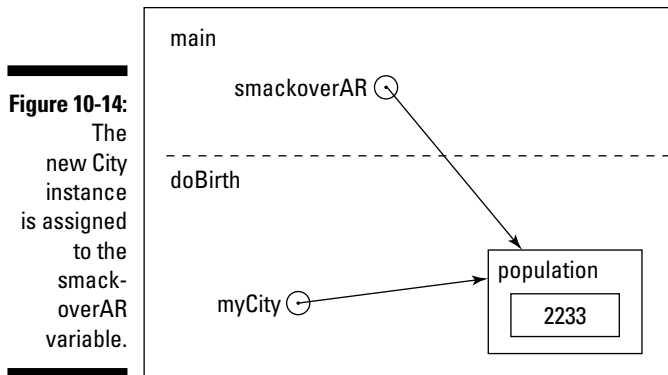 Figure 10-14:
The
new City
instance
is assigned
to the
smack-
overAR
variable.
main
smackoverAR
doBirth
myCity
population
2233